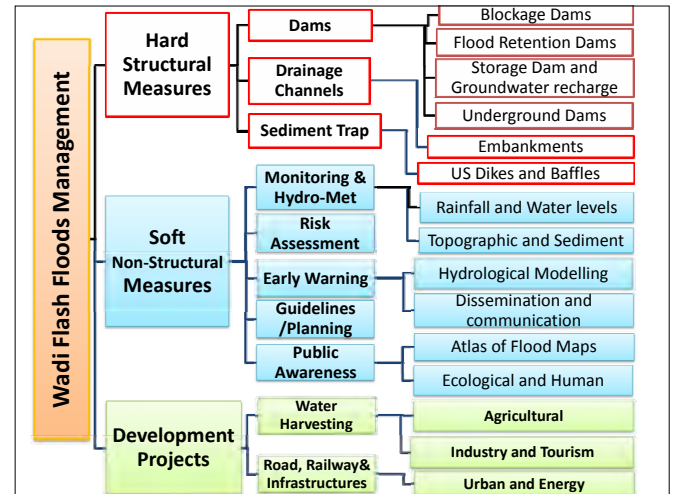 Wadi Flash Floods Management
Hard
Structural
Measures
Dams
Drainage
Channels
Sediment Trap
Blockage Dams
Flood Retention Dams
Storage Dam and
Groundwater recharge
Underground Dams
Embankments
US Dikes and Baffles
Soft
Non-Structural
Measures
Monitoring &
Hydro-Met
Risk
Assessment
Early Warning
Guidelines
/Planning
Public
Awareness
Rainfall and Water levels
Topographic and Sediment
Hydrological Modelling
Dissemination and
communication
Atlas of Flood Maps
Ecological and Human
Development
Projects
Water
Harvesting
Road, Railway&
Infrastructures
Agricultural
Industry and Tourism
Urban and Energy